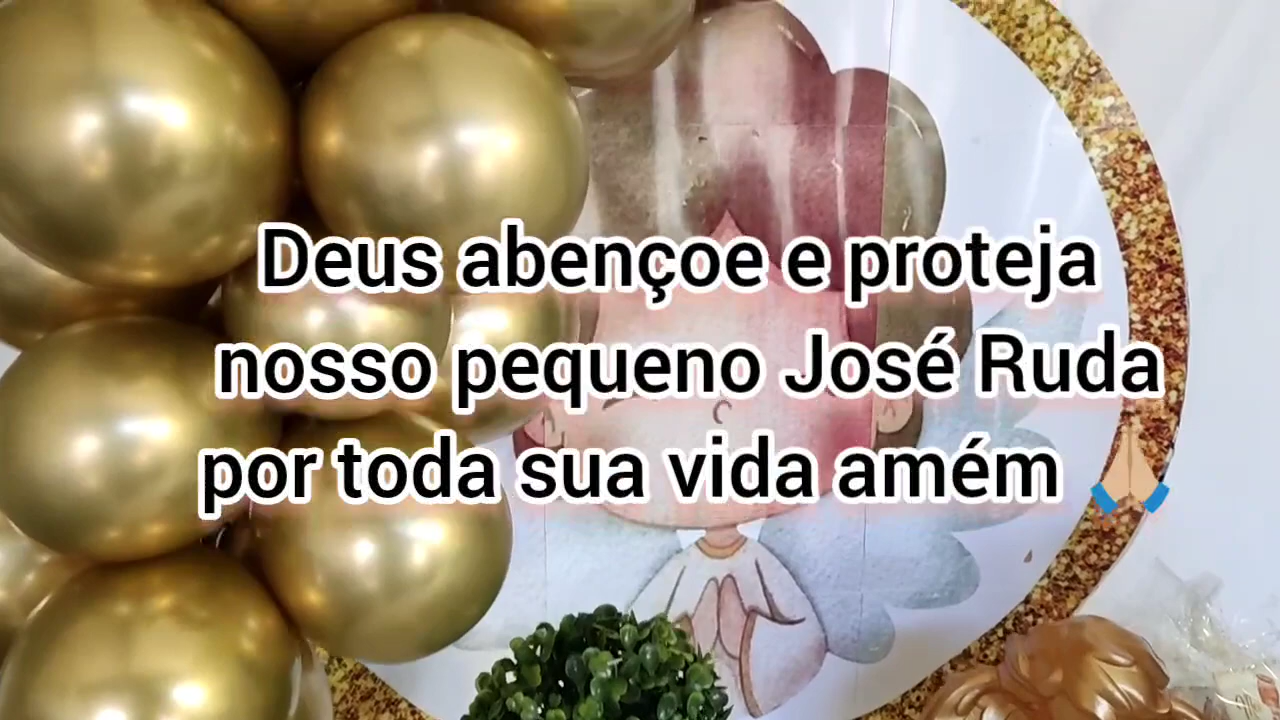 Deus abençoe e proteja
nosso pequeno José Ruda
por toda sua vida amém 🙏🏼